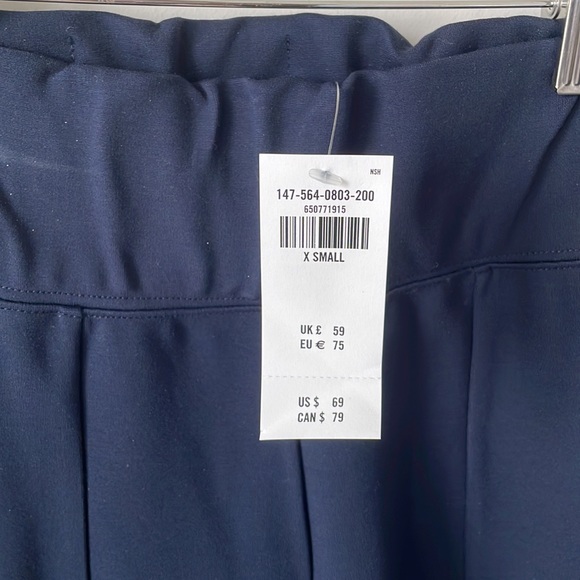 NSH
147-564-0803-200
650771915
X SMALL
UK £ 59
EU € 75
US $ 69
CAN $ 79